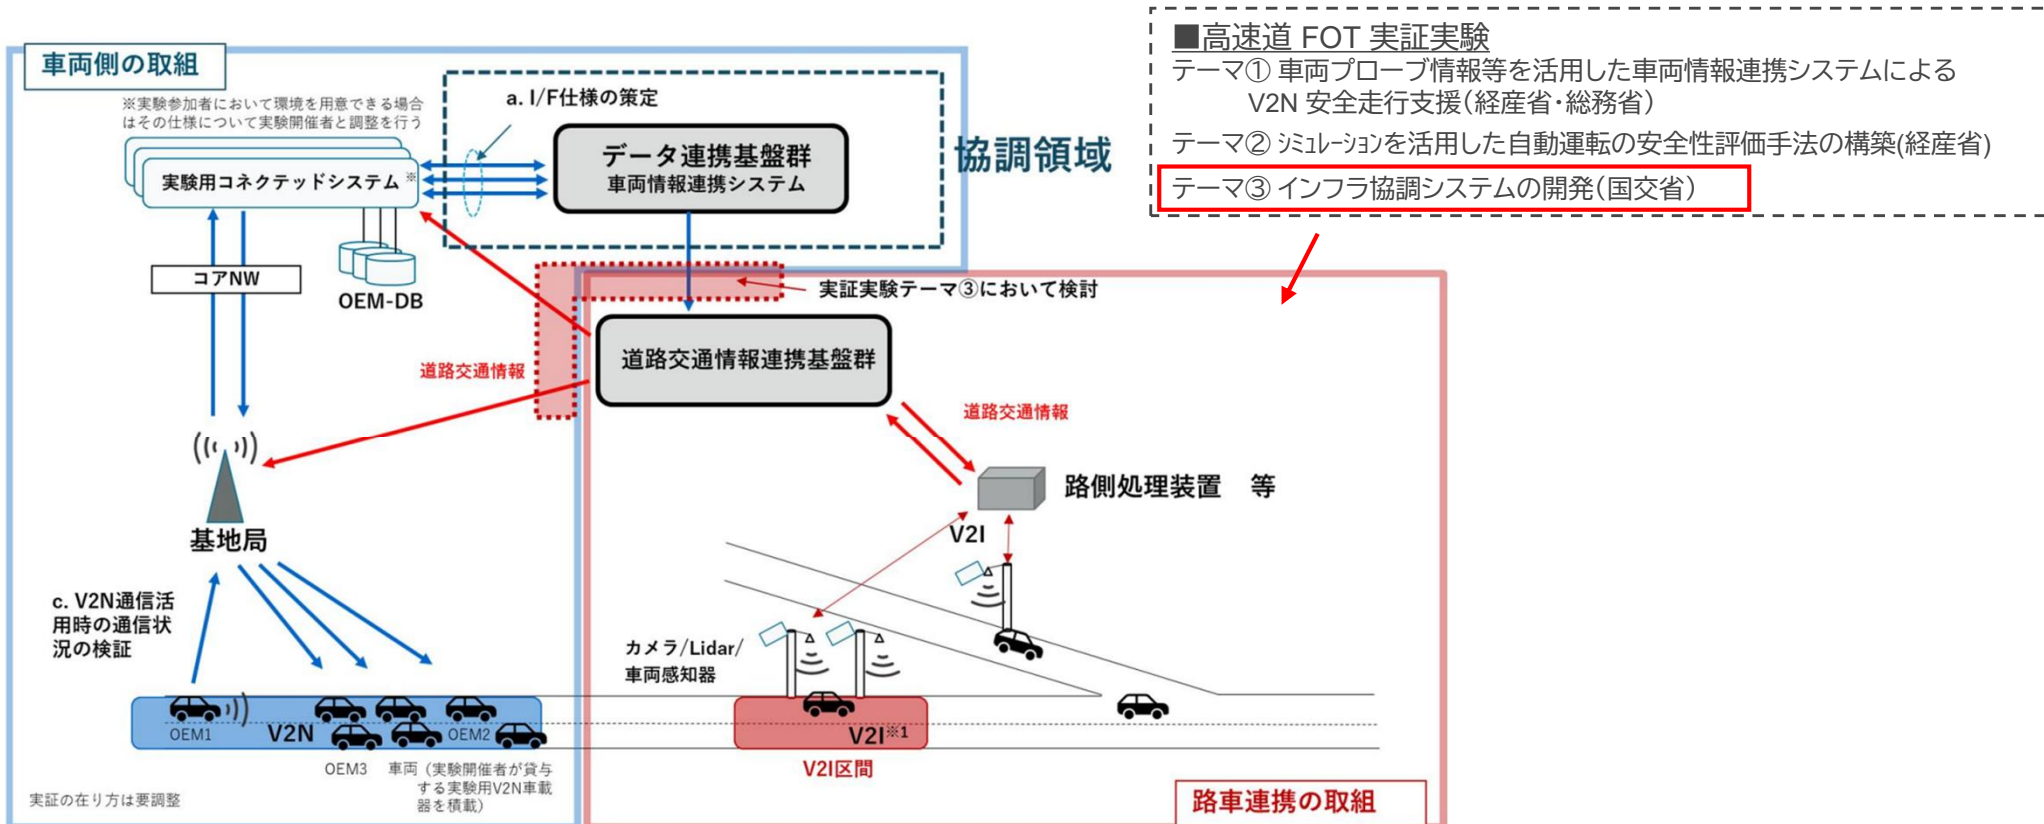 ■高速道 FOT 実証実験
テーマ① 車両プローブ情報等を活用した車両情報連携システムによる
V2N 安全走行支援(経産省・総務省)
テーマ② シミュレーションを活用した自動運転の安全性評価手法の構築(経産省)
テーマ③ インフラ協調システムの開発(国交省)
車両側の取組
※実験参加者において環境を用意できる場合
はその仕様について実験開催者と調整を行う
a. I/F仕様の策定
データ連携基盤群
車両情報連携システム
協調領域
実験用コネクテッドシステム※
コアNW
OEM-DB
実証実験テーマ③において検討
道路交通情報連携基盤群
道路交通情報
道路交通情報
路側処理装置 等
V2I
基地局
c. V2N通信活
用時の通信状
況の検証
カメラ/Lidar/
車両感知器
OEM1
V2N
OEM2
V2I※1
OEM3
車両(実験開催者が貸与
する実験用V2N車載
器を積載)
V2I区間
実証の在り方は要調整
路車連携の取組